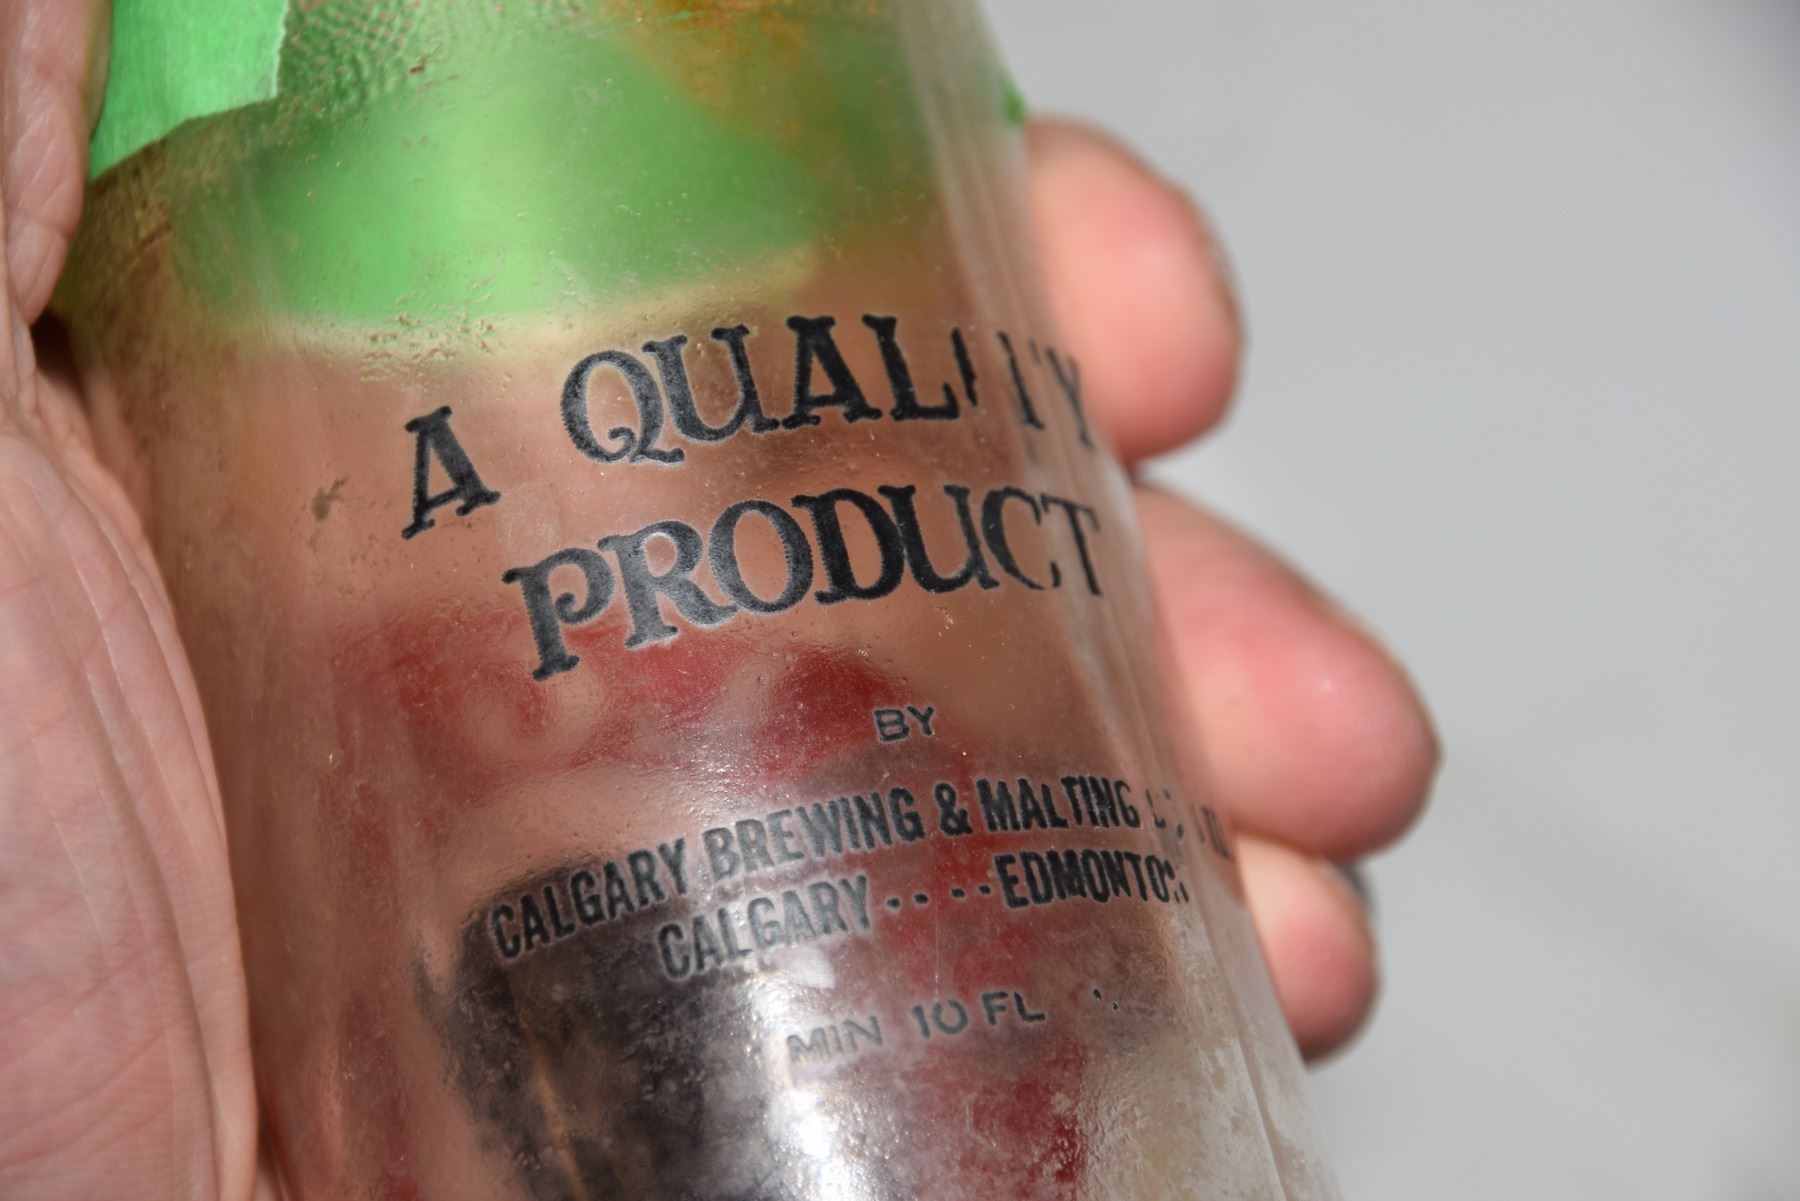 A QUALITY
PRODUCT
BY
CALGARY BREWING & MALTING
CALGARY - - - - EDMONTON
MIN 10 FL